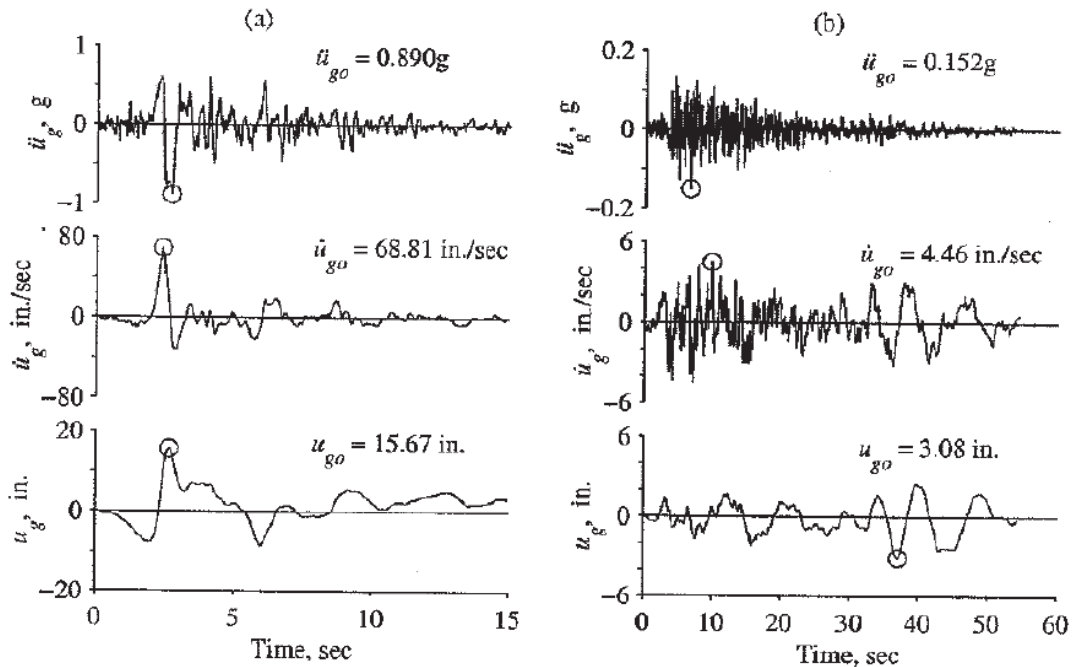 (a)
ü_go = 0.890g
ü_g, g
1
0
−1
u̇_go = 68.81 in./sec
u̇_g, in./sec
80
0
−80
u_go = 15.67 in.
u_g, in.
20
0
−20
0 5 10 15
Time, sec
(b)
ü_go = 0.152g
ü_g, g
0.2
0
−0.2
u̇_go = 4.46 in./sec
u̇_g, in./sec
6
0
−6
u_go = 3.08 in.
u_g, in.
6
0
−6
0 10 20 30 40 50 60
Time, sec